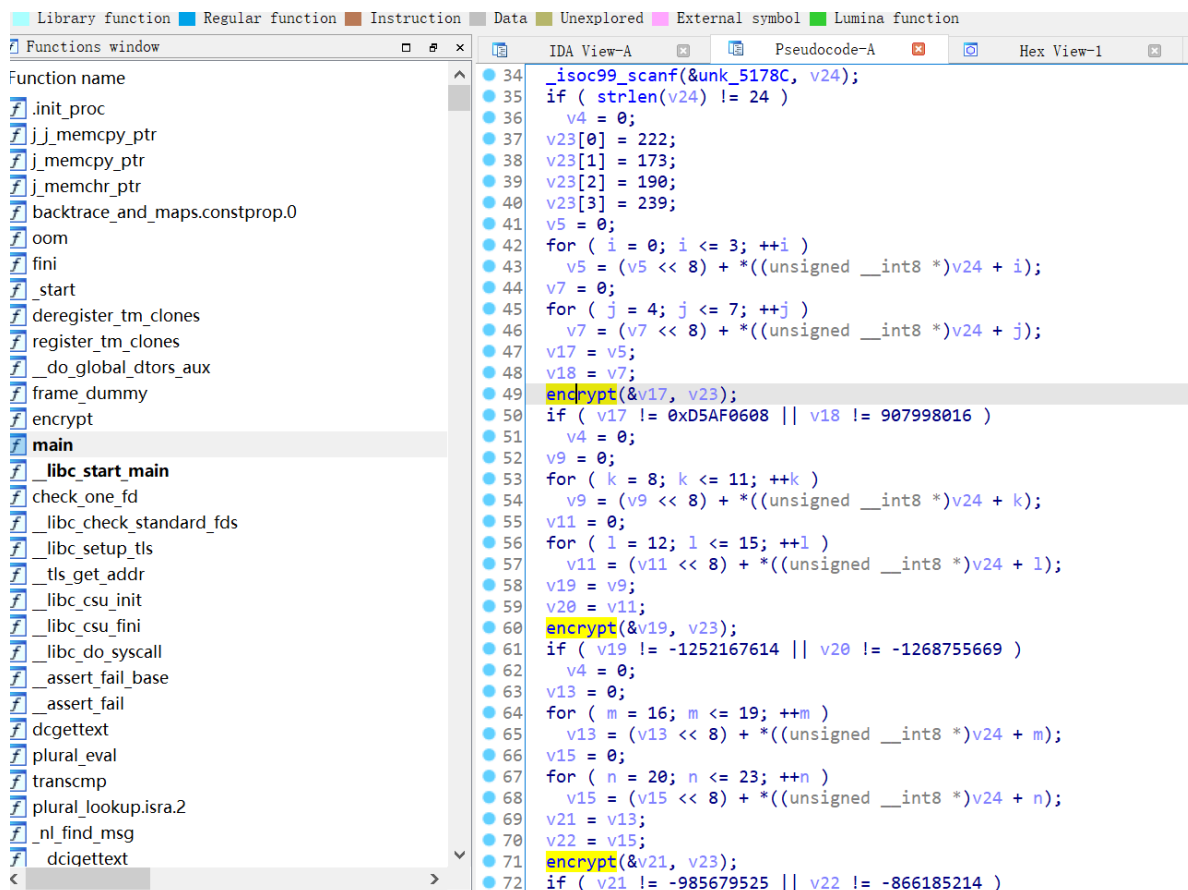 Library function Regular function Instruction Data Unexplored External symbol Lumina function
Functions window
IDA View-A Pseudocode-A Hex View-1
Function name
f .init_proc
f j_j_memcpy_ptr
f j_memcpy_ptr
f j_memchr_ptr
f backtrace_and_maps.constprop.0
f oom
f fini
f _start
f deregister_tm_clones
f register_tm_clones
f __do_global_dtors_aux
f frame_dummy
f encrypt
f main
f __libc_start_main
f check_one_fd
f __libc_check_standard_fds
f __libc_setup_tls
f __tls_get_addr
f __libc_csu_init
f __libc_csu_fini
f __libc_do_syscall
f __assert_fail_base
f __assert_fail
f dcgettext
f plural_eval
f transcmp
f plural_lookup.isra.2
f _nl_find_msg
f dcigettext
34 _isoc99_scanf(&unk_5178C, v24);
35 if ( strlen(v24) != 24 )
36 v4 = 0;
37 v23[0] = 222;
38 v23[1] = 173;
39 v23[2] = 190;
40 v23[3] = 239;
41 v5 = 0;
42 for ( i = 0; i <= 3; ++i )
43 v5 = (v5 << 8) + *((unsigned __int8 *)v24 + i);
44 v7 = 0;
45 for ( j = 4; j <= 7; ++j )
46 v7 = (v7 << 8) + *((unsigned __int8 *)v24 + j);
47 v17 = v5;
48 v18 = v7;
49 encrypt(&v17, v23);
50 if ( v17 != 0xD5AF0608 || v18 != 907998016 )
51 v4 = 0;
52 v9 = 0;
53 for ( k = 8; k <= 11; ++k )
54 v9 = (v9 << 8) + *((unsigned __int8 *)v24 + k);
55 v11 = 0;
56 for ( l = 12; l <= 15; ++l )
57 v11 = (v11 << 8) + *((unsigned __int8 *)v24 + l);
58 v19 = v9;
59 v20 = v11;
60 encrypt(&v19, v23);
61 if ( v19 != -1252167614 || v20 != -1268755669 )
62 v4 = 0;
63 v13 = 0;
64 for ( m = 16; m <= 19; ++m )
65 v13 = (v13 << 8) + *((unsigned __int8 *)v24 + m);
66 v15 = 0;
67 for ( n = 20; n <= 23; ++n )
68 v15 = (v15 << 8) + *((unsigned __int8 *)v24 + n);
69 v21 = v13;
70 v22 = v15;
71 encrypt(&v21, v23);
72 if ( v21 != -985679525 || v22 != -866185214 )